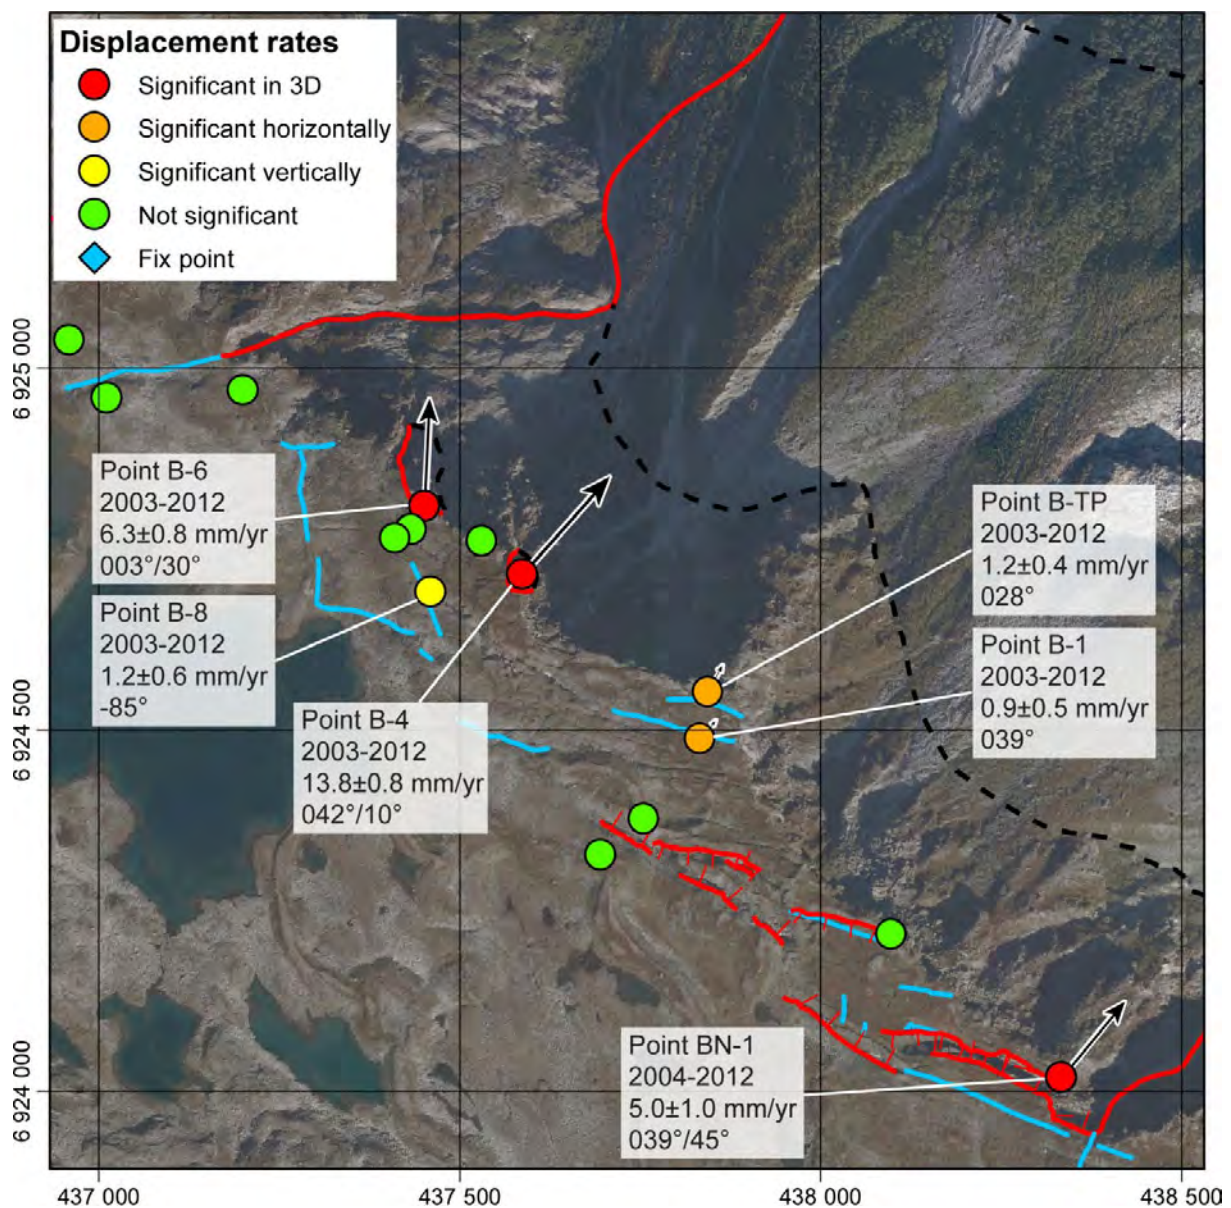 Displacement rates
Significant in 3D
Significant horizontally
Significant vertically
Not significant
Fix point
6 925 000
6 924 500
6 924 000
Point B-6
2003-2012
6.3±0.8 mm/yr
003°/30°
Point B-8
2003-2012
1.2±0.6 mm/yr
-85°
Point B-4
2003-2012
13.8±0.8 mm/yr
042°/10°
Point B-TP
2003-2012
1.2±0.4 mm/yr
028°
Point B-1
2003-2012
0.9±0.5 mm/yr
039°
Point BN-1
2004-2012
5.0±1.0 mm/yr
039°/45°
437 000
437 500
438 000
438 500